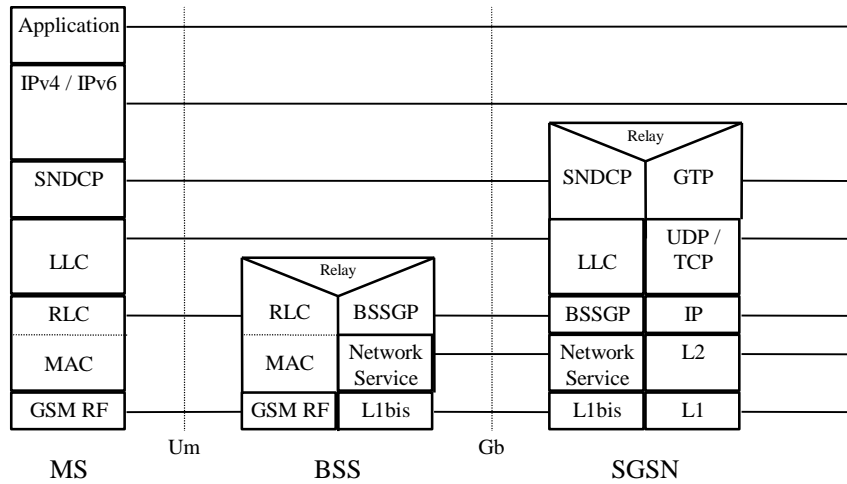 Application
IPv4 / IPv6
SNDCP
LLC
RLC
MAC
GSM RF
MS
Um
Relay
RLC
BSSGP
MAC
Network
Service
GSM RF
L1bis
BSS
Gb
Relay
SNDCP
GTP
LLC
UDP /
TCP
BSSGP
IP
Network
Service
L2
L1bis
L1
SGSN